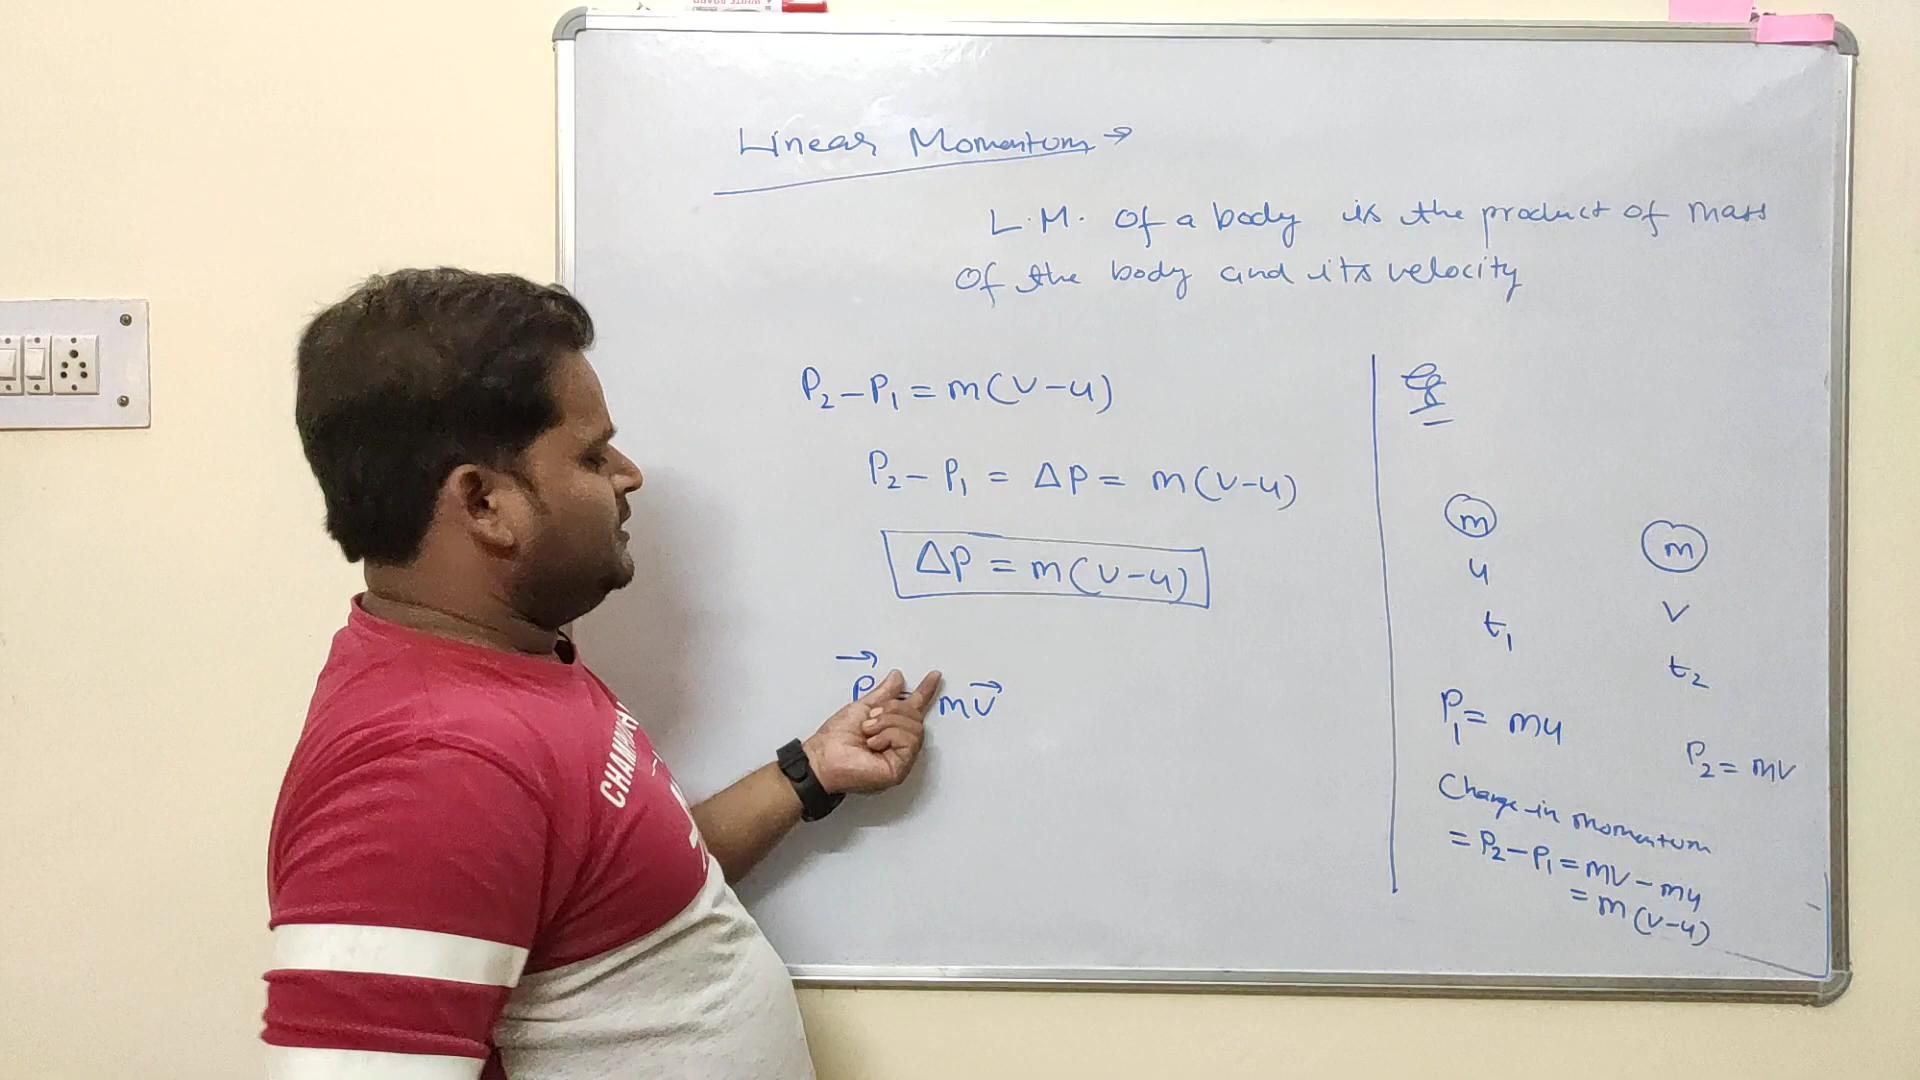 Linear Momentum →
L.M. of a body is the product of mass
of the body and its velocity
P₂-P₁ = m(v-u)
P₂-P₁ = ΔP = m(v-u)
ΔP = m(v-u)
P⃗ = mv⃗
Eg
m
u
t₁
P₁ = mu
m
v
t₂
P₂ = mv
Change in momentum
= P₂-P₁ = mv-mu
= m(v-u)